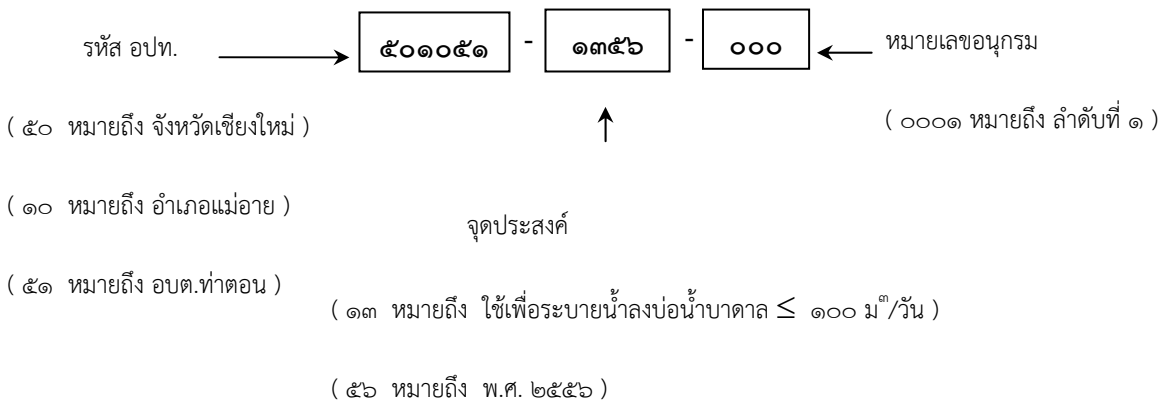 รหัส อปท. ๕๐๑๐๕๑ - ๑๓๕๖ - ๐๐๐ หมายเลขอนุกรม
( ๕๐ หมายถึง จังหวัดเชียงใหม่ ) ( ๐๐๐๑ หมายถึง ลำดับที่ ๑ )
( ๑๐ หมายถึง อำเภอแม่อาย )
จุดประสงค์
( ๕๑ หมายถึง อบต.ท่าตอน )
( ๑๓ หมายถึง ใช้เพื่อระบายน้ำลงบ่อน้ำบาดาล ≤ ๑๐๐ ม³/วัน )
( ๕๖ หมายถึง พ.ศ. ๒๕๕๖ )